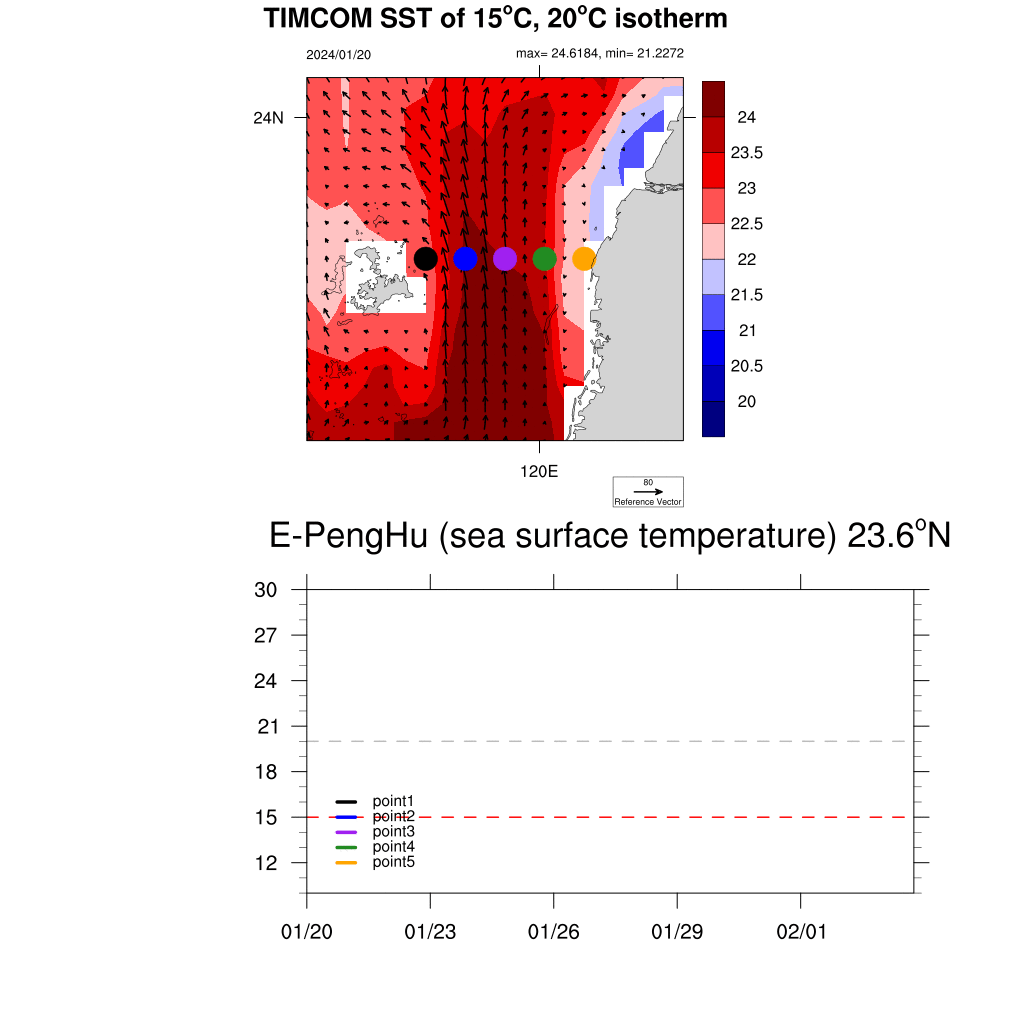 TIMCOM SST of 15°C, 20°C isotherm
2024/01/20
max= 24.6184, min= 21.2272
24N
24
23.5
23
22.5
22
21.5
21
20.5
20
120E
80
Reference Vector
E-PengHu (sea surface temperature) 23.6°N
30
27
24
21
18
15
12
point1
point2
point3
point4
point5
01/20 01/23 01/26 01/29 02/01